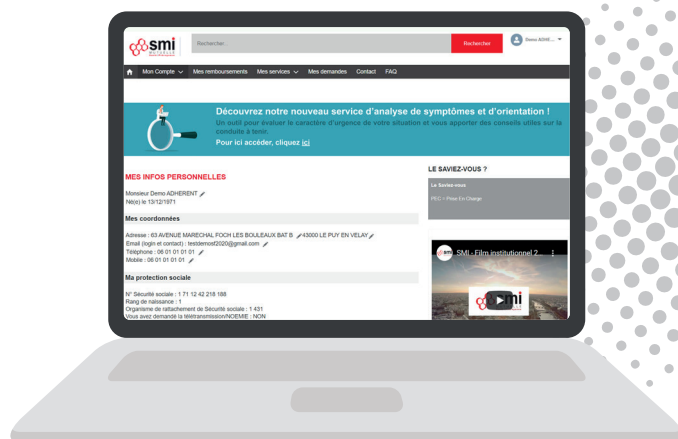 smi
MUTUELLE
Rechercher...
Rechercher
Demo ADHE...
Mon Compte
Mes remboursements
Mes services
Mes demandes
Contact
FAQ
Découvrez notre nouveau service d'analyse de symptômes et d'orientation !
Un outil pour évaluer le caractère d'urgence de votre situation et vous apporter des conseils utiles sur la
conduite à tenir.
Pour ici accéder, cliquez ici
MES INFOS PERSONNELLES
Monsieur Demo ADHERENT
Né(e) le 13/12/1971
Mes coordonnées
Adresse : 63 AVENUE MARECHAL FOCH LES BOULEAUX BAT B 43000 LE PUY EN VELAY
Email (login et contact) : testdemosf2020@gmail.com
Téléphone : 06 01 01 01 01
Mobile : 06 01 01 01 01
Ma protection sociale
N° Sécurité sociale : 1 71 12 42 218 188
Rang de naissance : 1
Organisme de rattachement de Sécurité sociale : 1 431
Vous avez demandé la télétransmission/NOEMIE : NON
LE SAVIEZ-VOUS ?
Le Saviez-vous
PEC = Prise En Charge
smi
SMI - Film institutionnel 2...
smi